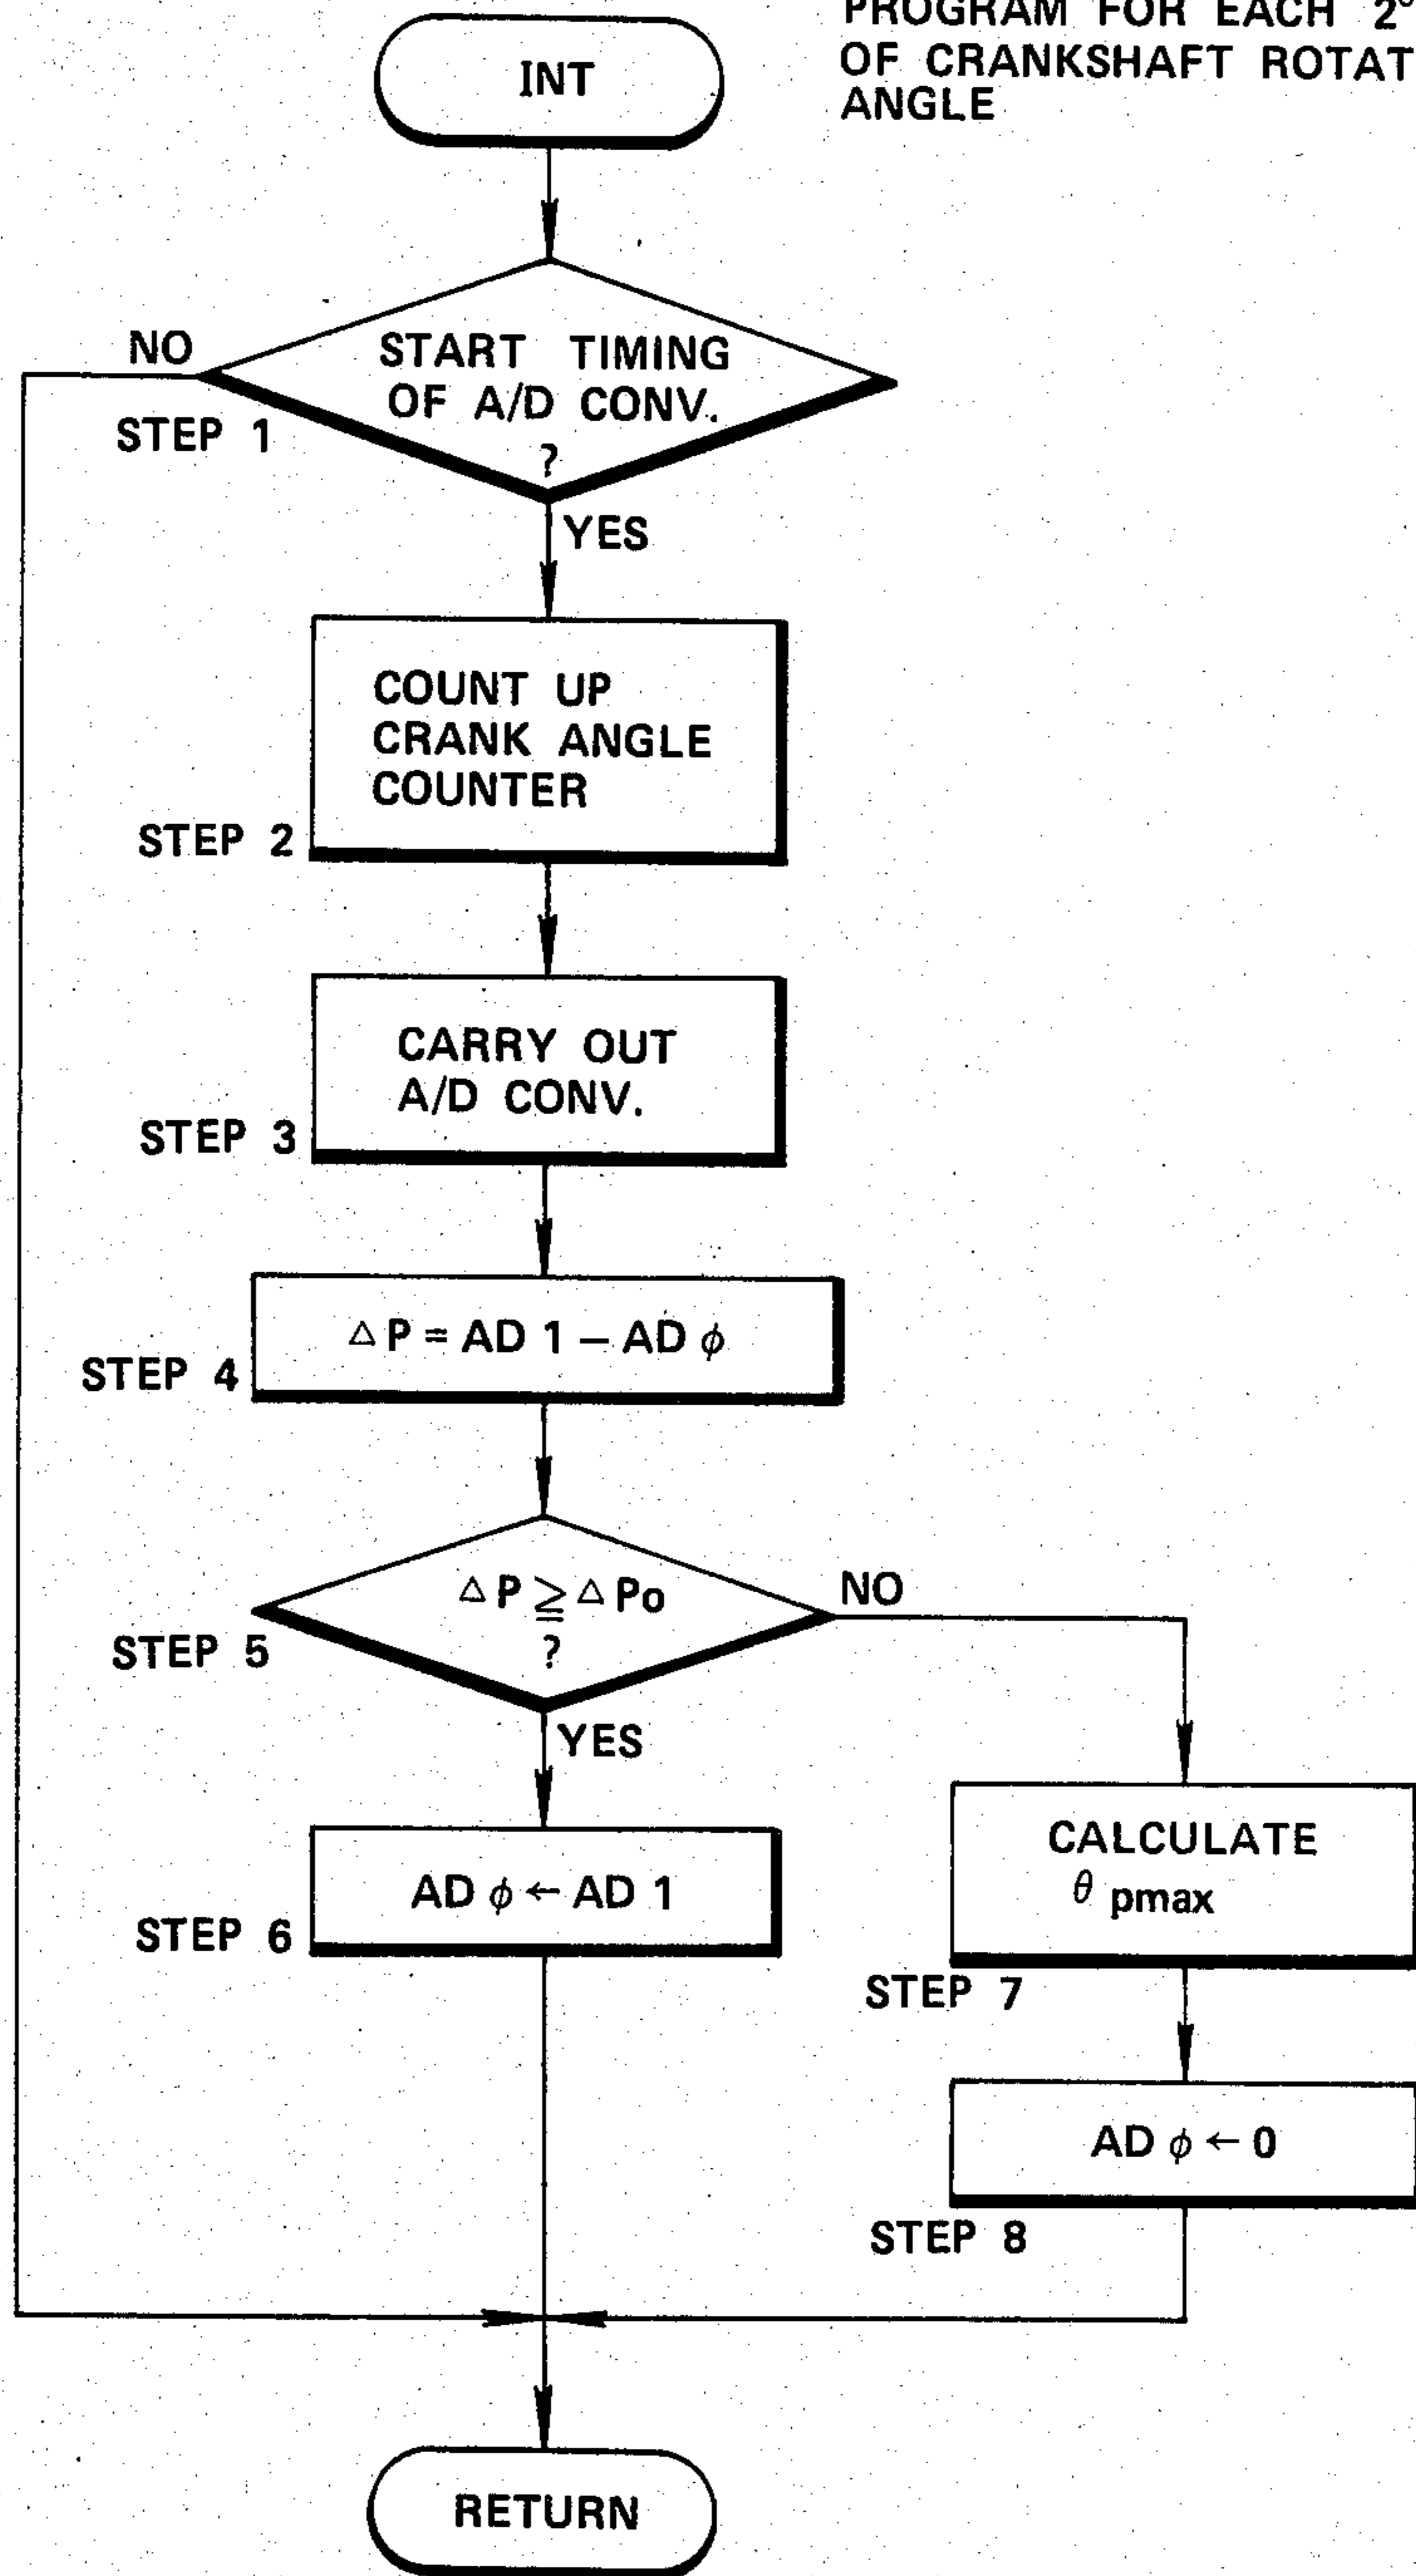 PROGRAM FOR EACH 2°
OF CRANKSHAFT ROTAT
ANGLE
INT
NO
START TIMING
OF A/D CONV.
?
STEP 1
YES
COUNT UP
CRANK ANGLE
COUNTER
STEP 2
CARRY OUT
A/D CONV.
STEP 3
△ P = AD 1 – AD ϕ
STEP 4
△ P ≧ △ Po
?
NO
STEP 5
YES
AD ϕ ← AD 1
STEP 6
CALCULATE
θ pmax
STEP 7
AD ϕ ← 0
STEP 8
RETURN